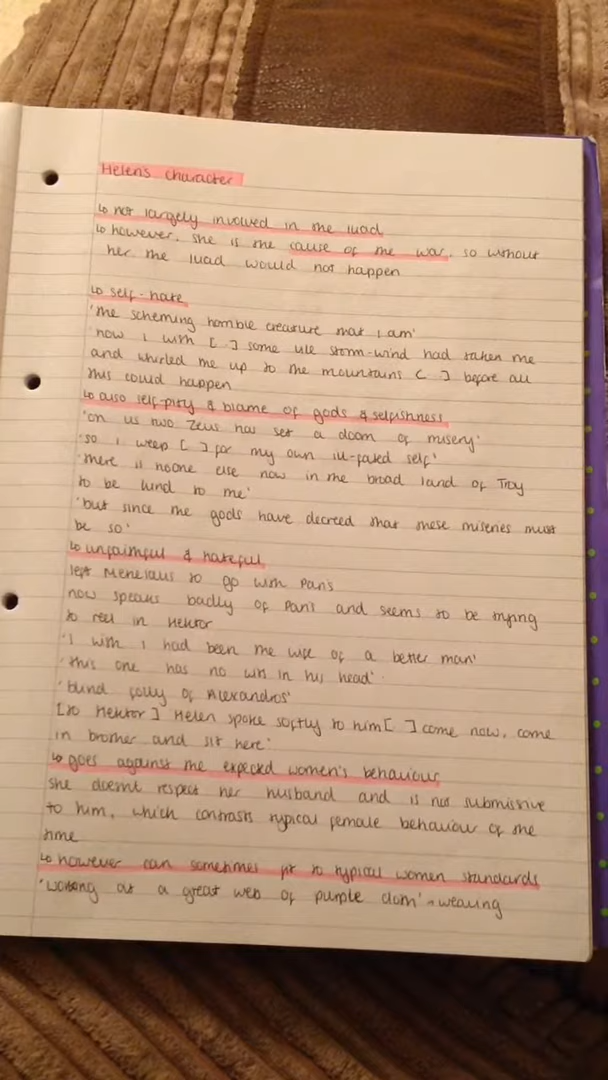 Helen's character
↳ not largely involved in the iliad
↳ however, she is the cause of the war, so without
her the iliad would not happen
↳ self-hate
'the scheming horrible creature that I am'
'now I wish [ ] some vile storm-wind had taken me
and whirled me up to the mountains [ ] before all
this could happen
↳ also self-pity & blame of gods & selfishness
'on us two Zeus has set a doom of misery'
'so I weep [ ] for my own ill-fated self'
'there is noone else now in the broad land of Troy
to be kind to me'
'but since the gods have decreed that these miseries must
be so'
↳ unfaithful & hateful
left Menelaus to go with Paris
now speaks badly of Paris and seems to be trying
to reel in Hektor
'I wish I had been the wife of a better man'
'this one has no wits in his head'
'blind folly of Alexandros'
[to Hektor] 'Helen spoke softly to him [ ] come now, come
in brother and sit here'
↳ goes against the expected women's behaviour
she doesnt respect her husband and is not submissive
to him, which contrasts typical female behaviour of the
time
↳ however can sometimes fit to typical women standards
'working at a great web of purple cloth' - weaving